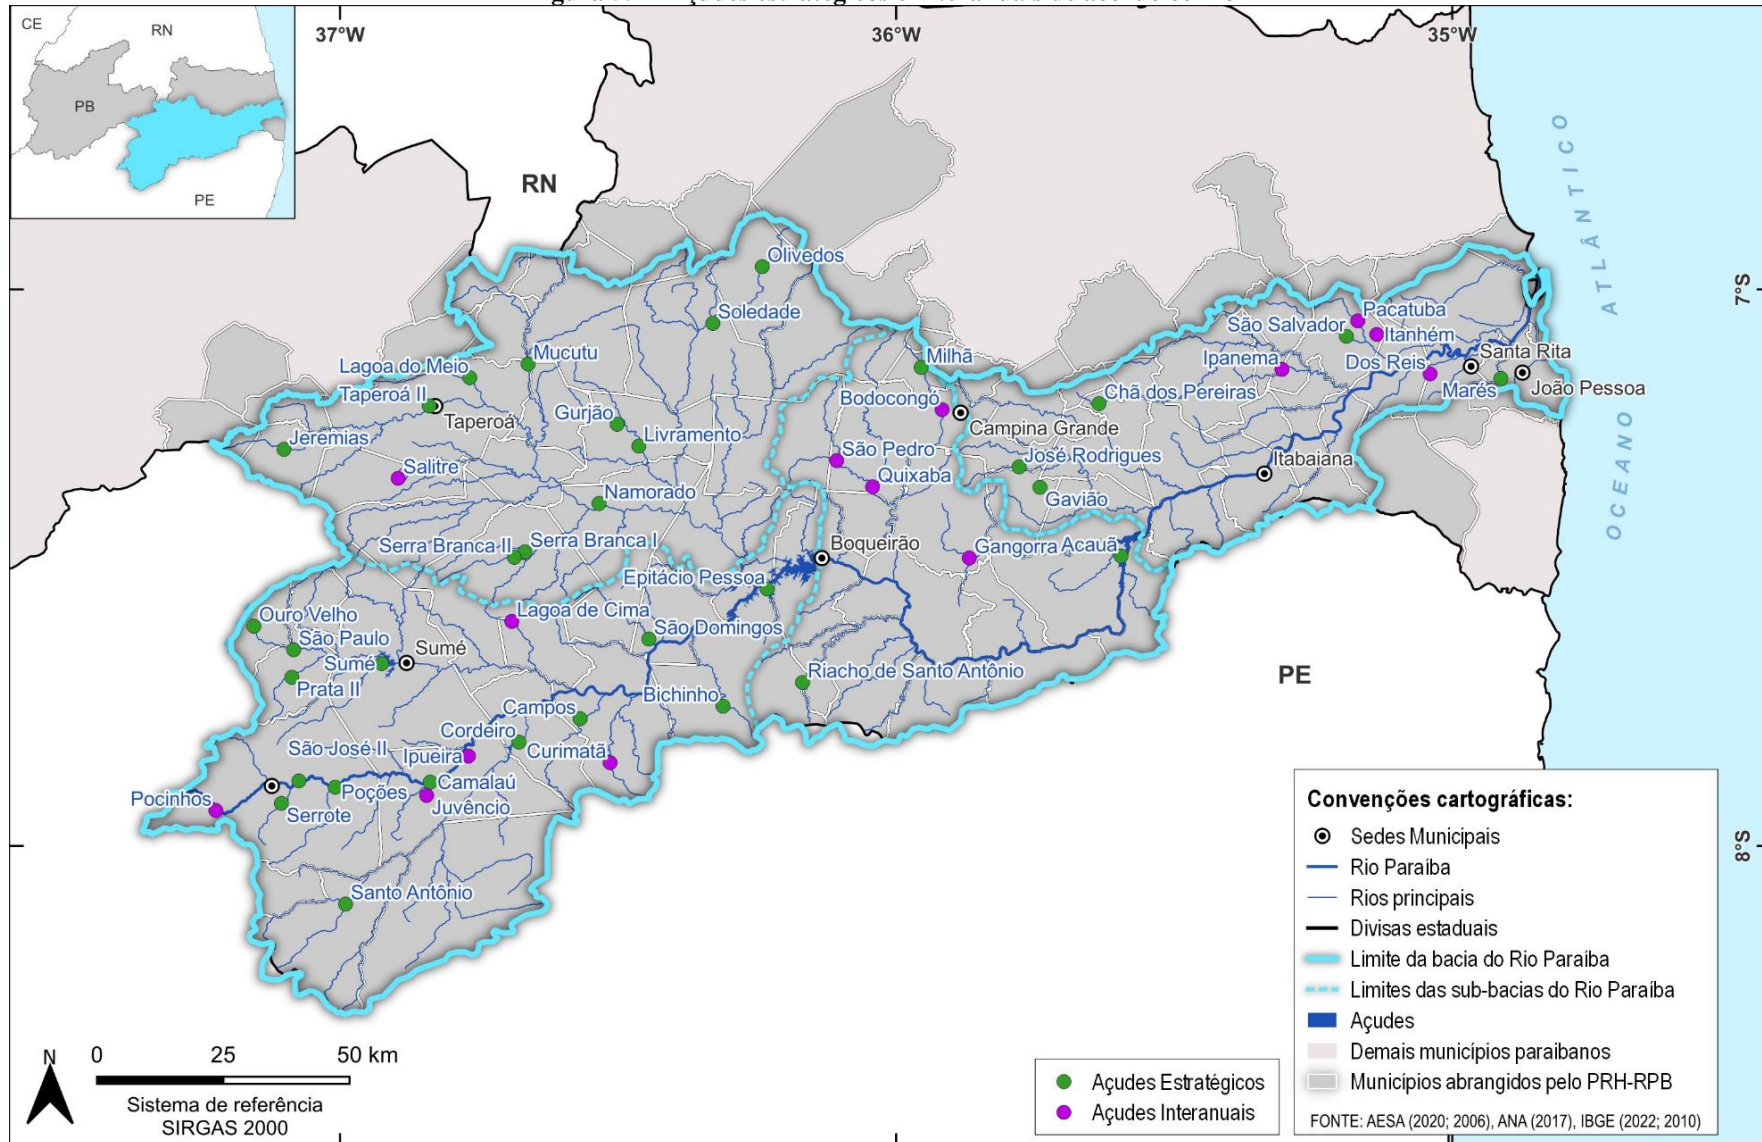 CE
RN
PB
PE
37°W
36°W
35°W
7°S
8°S
RN
PE
OCEANO ATLÂNTICO
Olivedos
Soledade
Mucutu
Lagoa do Meio
Taperoá II
Taperoá
Gurjão
Livramento
Jeremias
Salitre
Namorado
Serra Branca II
Serra Branca I
Milhã
Bodocongó
Campina Grande
São Pedro
Quixaba
Chã dos Pereiras
José Rodrigues
Gavião
São Salvador
Pacatuba
Itanhém
Ipanema
Dos Reis
Santa Rita
Marés
João Pessoa
Itabaiana
Boqueirão
Gangorra
Acauã
Epitácio Pessoa
Lagoa de Cima
São Domingos
Ouro Velho
São Paulo
Sumé
Sumé
Prata II
Riacho de Santo Antônio
Bichinho
Campos
Cordeiro
Curimatã
São José II
Ipueira
Camalaú
Poções
Juvêncio
Pocinhos
Serrote
Santo Antônio
N
0 25 50 km
Sistema de referência
SIRGAS 2000
Açudes Estratégicos
Açudes Interanuais
Convenções cartográficas:
Sedes Municipais
Rio Paraíba
Rios principais
Divisas estaduais
Limite da bacia do Rio Paraíba
Limites das sub-bacias do Rio Paraíba
Açudes
Demais municípios paraibanos
Municípios abrangidos pelo PRH-RPB
FONTE: AESA (2020; 2006), ANA (2017), IBGE (2022; 2010)